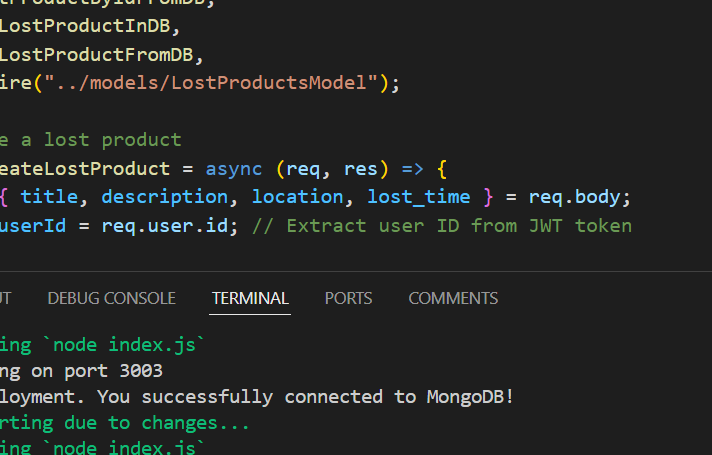 LostProductInDB,
LostProductFromDB,
ire("../models/LostProductsModel");
e a lost product
eateLostProduct = async (req, res) => {
{ title, description, location, lost_time } = req.body;
userId = req.user.id; // Extract user ID from JWT token
UT DEBUG CONSOLE TERMINAL PORTS COMMENTS
ing `node index.js`
ng on port 3003
loyment. You successfully connected to MongoDB!
rting due to changes...
ing `node index.js`